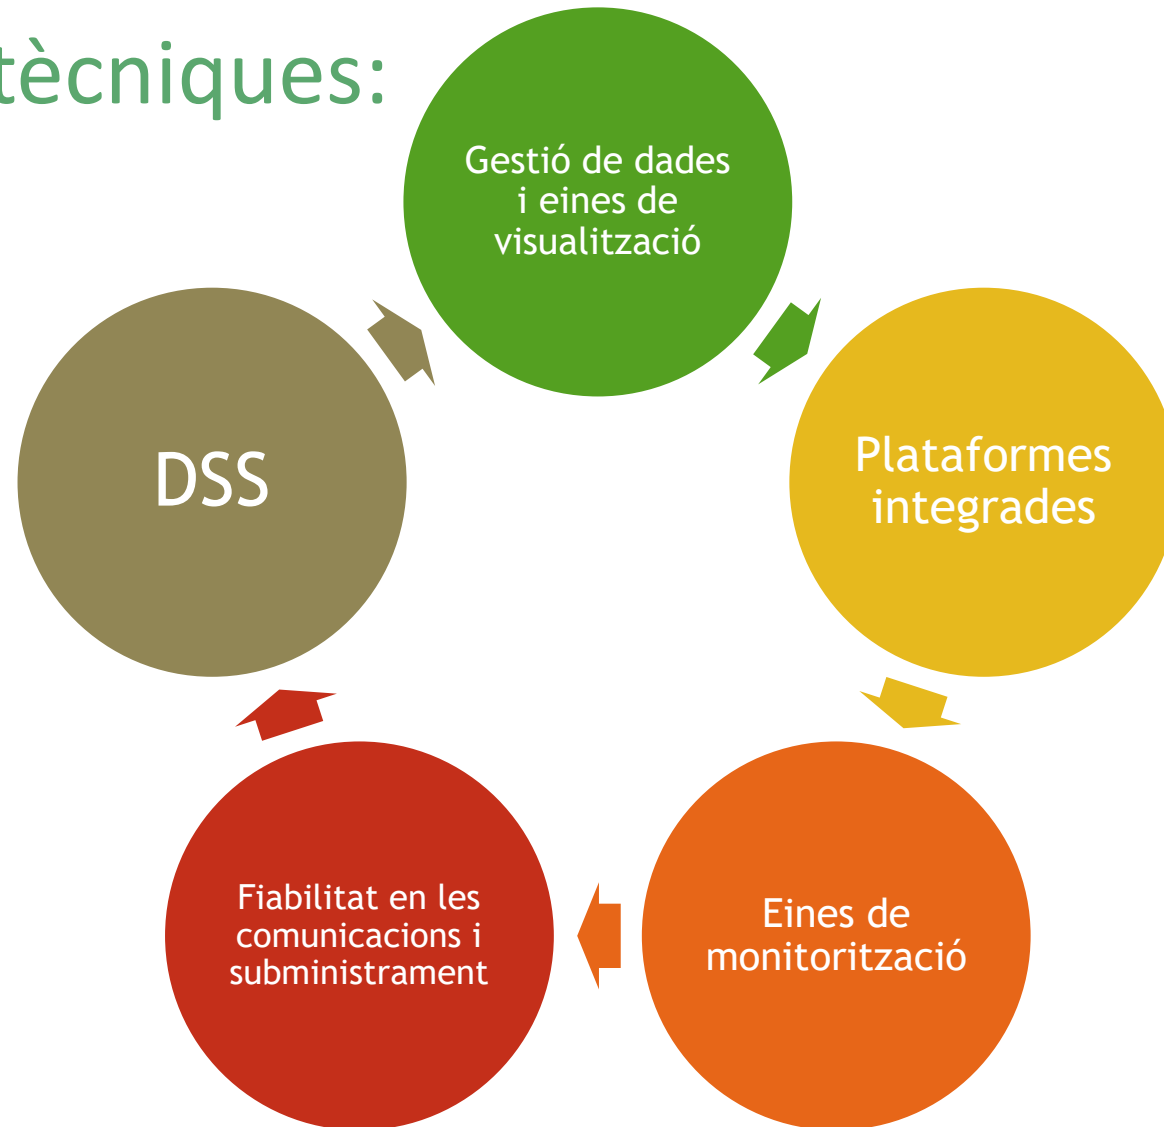 tècniques:
Gestió de dades
i eines de
visualització
Plataformes
integrades
Eines de
monitorització
Fiabilitat en les
comunicacions i
subministrament
DSS